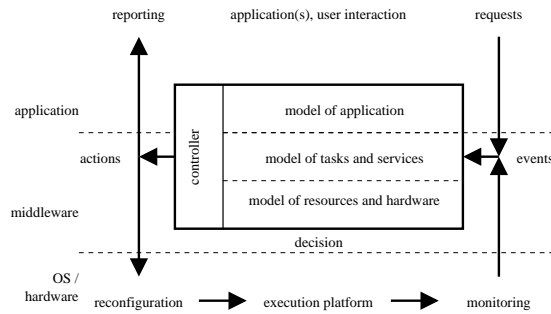 reporting
application(s), user interaction
requests
application
controller
model of application
actions
model of tasks and services
events
middleware
model of resources and hardware
decision
OS /
hardware
reconfiguration
execution platform
monitoring